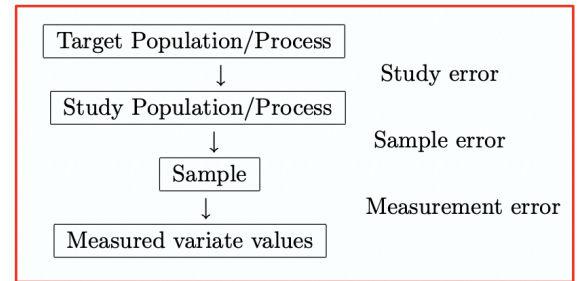 Target Population/Process
↓
Study error
Study Population/Process
↓
Sample error
Sample
↓
Measurement error
Measured variate values